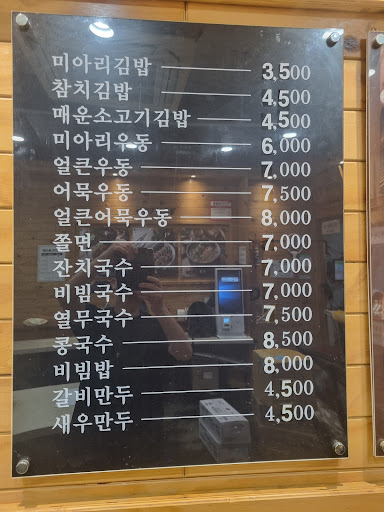 미아리김밥 3,500
참치김밥 4,500
매운소고기김밥 4,500
미아리우동 6,000
얼큰우동 7,000
어묵우동 7,500
얼큰어묵우동 8,000
쫄면 7,000
잔치국수 7,000
비빔국수 7,000
열무국수 7,500
콩국수 8,500
비빔밥 8,000
갈비만두 4,500
새우만두 4,500